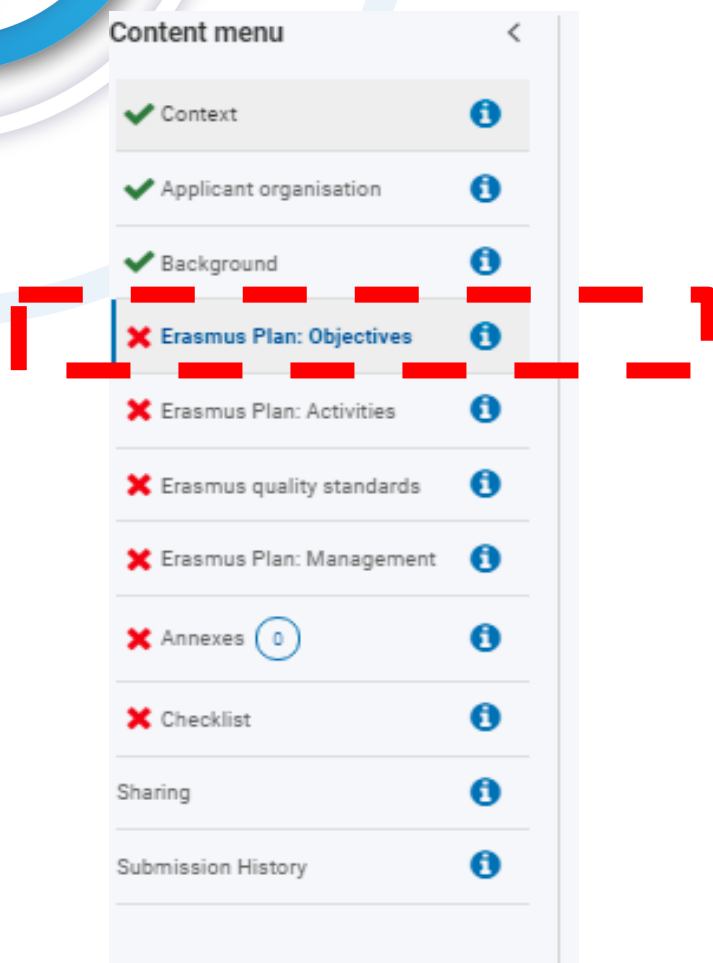 Content menu
Context
Applicant organisation
Background
Erasmus Plan: Objectives
Erasmus Plan: Activities
Erasmus quality standards
Erasmus Plan: Management
Annexes 0
Checklist
Sharing
Submission History